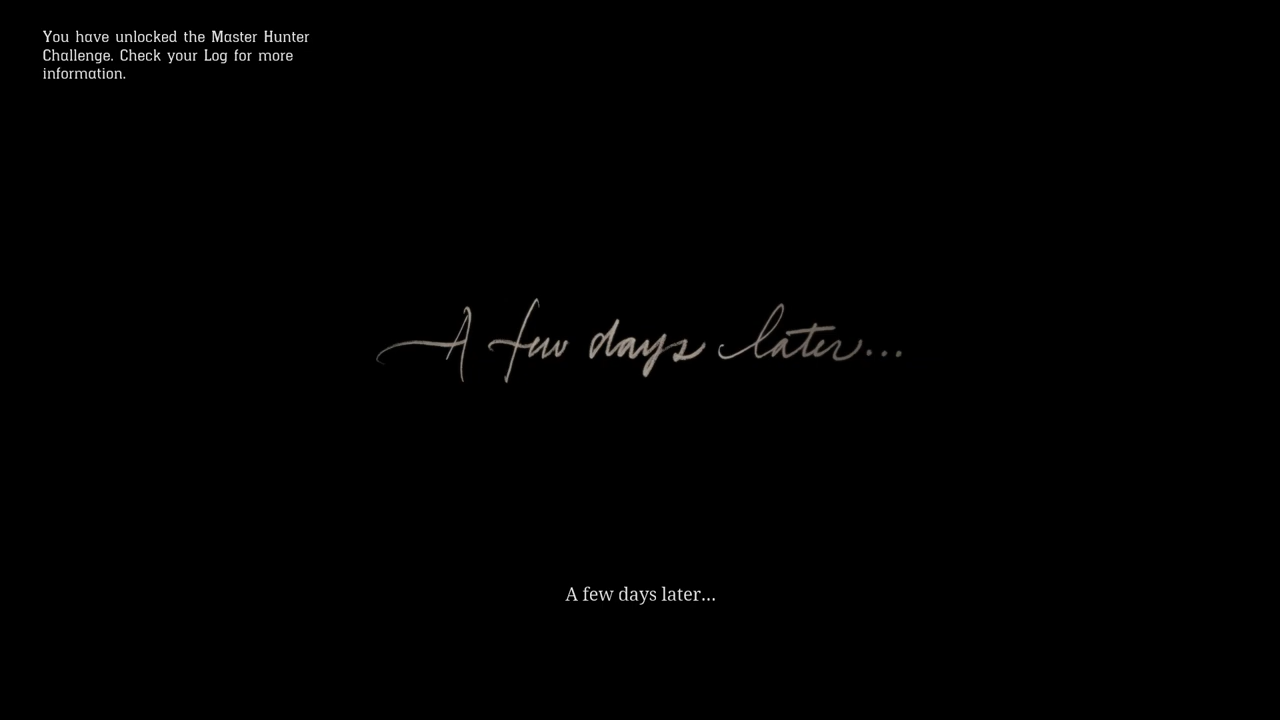 You have unlocked the Master Hunter
Challenge. Check your Log for more
information.
A few days later...
A few days later...